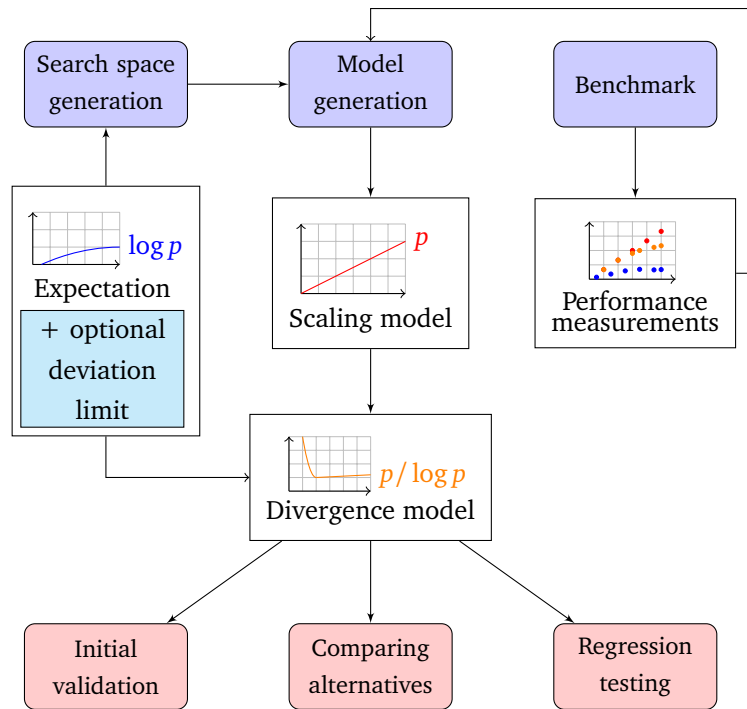 Search space
generation
Model
generation
Benchmark
log p
Expectation
+ optional
deviation
limit
p
Scaling model
Performance
measurements
p / log p
Divergence model
Initial
validation
Comparing
alternatives
Regression
testing